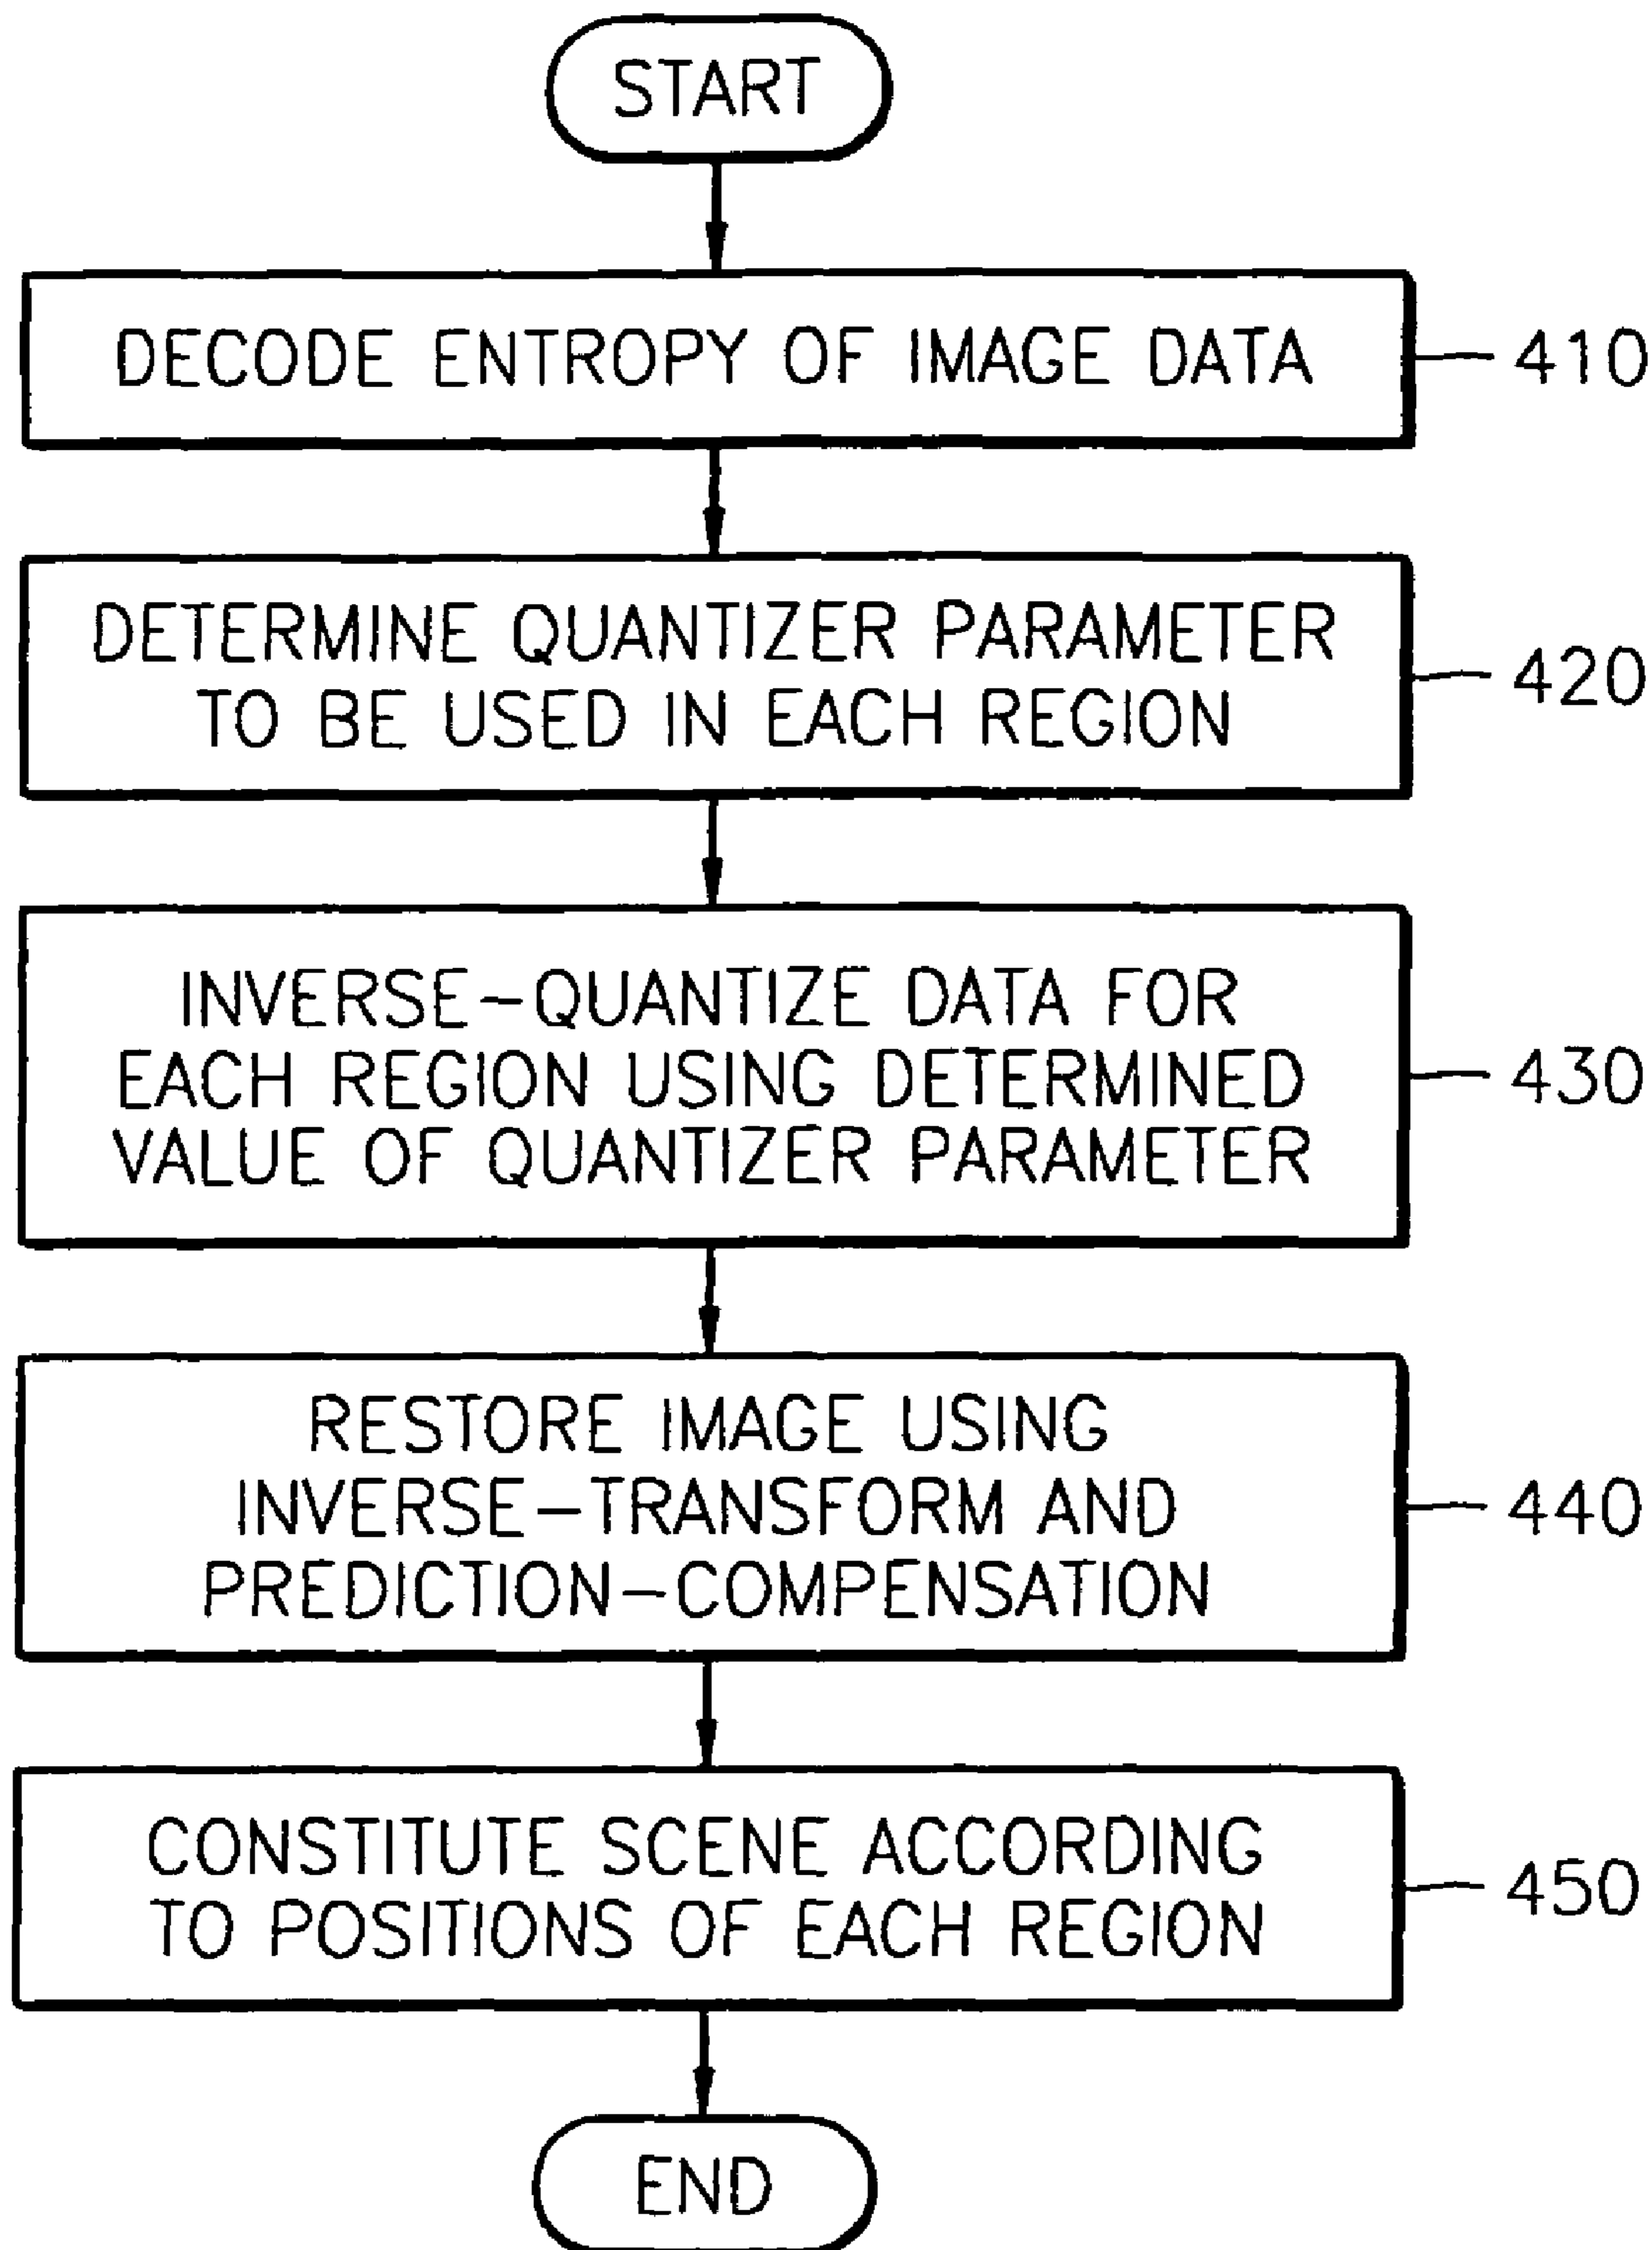 START
DECODE ENTROPY OF IMAGE DATA
410
DETERMINE QUANTIZER PARAMETER
TO BE USED IN EACH REGION
420
INVERSE-QUANTIZE DATA FOR
EACH REGION USING DETERMINED
VALUE OF QUANTIZER PARAMETER
430
RESTORE IMAGE USING
INVERSE-TRANSFORM AND
PREDICTION-COMPENSATION
440
CONSTITUTE SCENE ACCORDING
TO POSITIONS OF EACH REGION
450
END